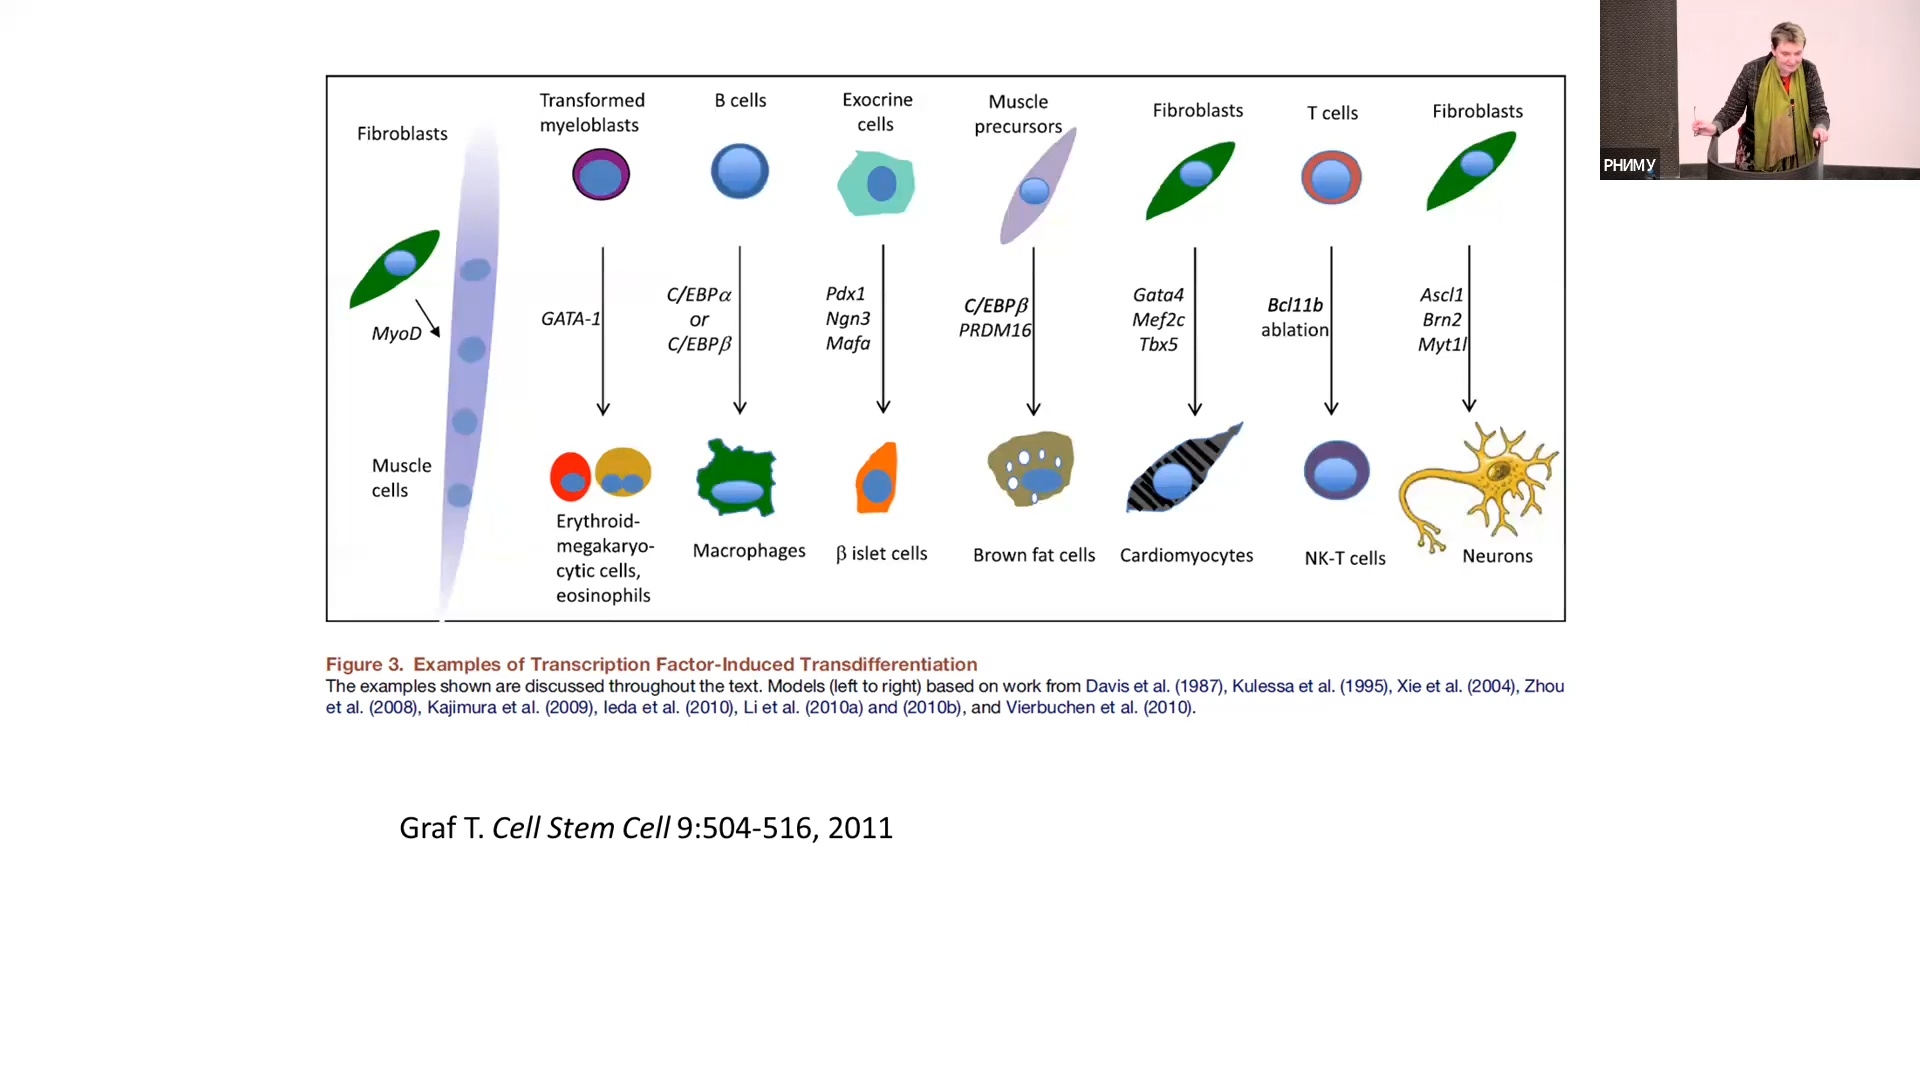 Fibroblasts
MyoD
Muscle
cells
Transformed
myeloblasts
GATA-1
Erythroid-
megakaryo-
cytic cells,
eosinophils
B cells
C/EBPα
or
C/EBPβ
Macrophages
Exocrine
cells
Pdx1
Ngn3
Mafa
β islet cells
Muscle
precursors
C/EBPβ
PRDM16
Brown fat cells
Fibroblasts
Gata4
Mef2c
Tbx5
Cardiomyocytes
T cells
Bcl11b
ablation
NK-T cells
Fibroblasts
Ascl1
Brn2
Myt1l
Neurons
РНИМУ
Figure 3. Examples of Transcription Factor-Induced Transdifferentiation
The examples shown are discussed throughout the text. Models (left to right) based on work from Davis et al. (1987), Kulessa et al. (1995), Xie et al. (2004), Zhou
et al. (2008), Kajimura et al. (2009), Ieda et al. (2010), Li et al. (2010a) and (2010b), and Vierbuchen et al. (2010).
Graf T. Cell Stem Cell 9:504-516, 2011